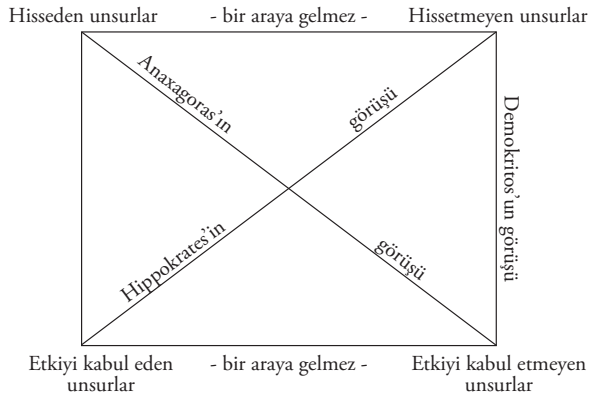 Hisseden unsurlar - bir araya gelmez - Hissetmeyen unsurlar
Anaxagoras'ın görüşü
Hippokrates'in görüşü
Demokritos'un görüşü
Etkiyi kabul eden unsurlar - bir araya gelmez - Etkiyi kabul etmeyen unsurlar